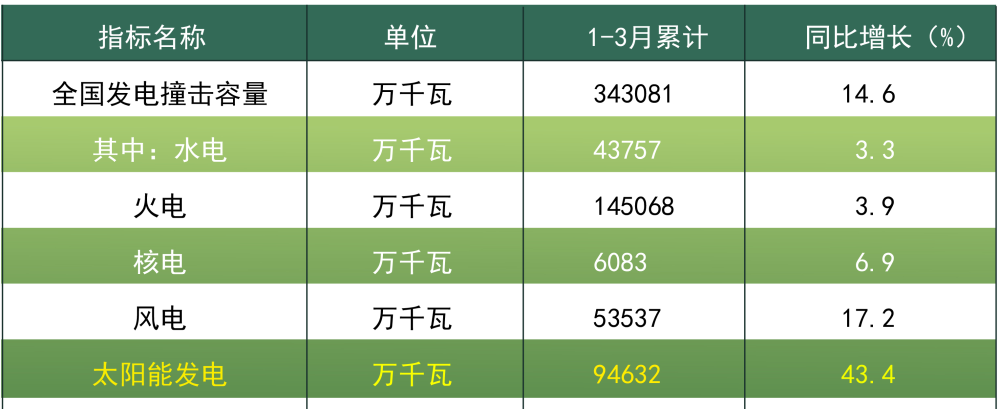 指标名称 单位 1-3月累计 同比增长（%）
全国发电撞击容量 万千瓦 343081 14.6
其中：水电 万千瓦 43757 3.3
火电 万千瓦 145068 3.9
核电 万千瓦 6083 6.9
风电 万千瓦 53537 17.2
太阳能发电 万千瓦 94632 43.4